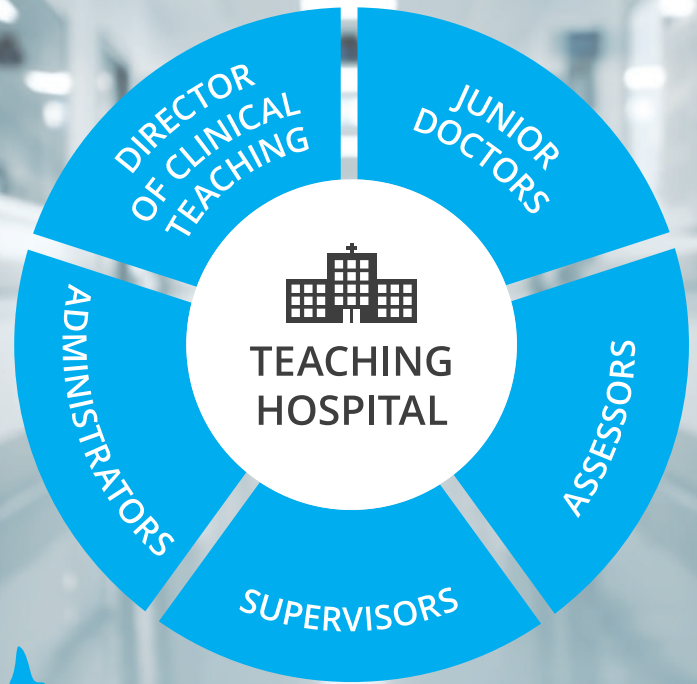 DIRECTOR
OF CLINICAL
TEACHING
JUNIOR
DOCTORS
ADMINISTRATORS
TEACHING
HOSPITAL
ASSESSORS
SUPERVISORS